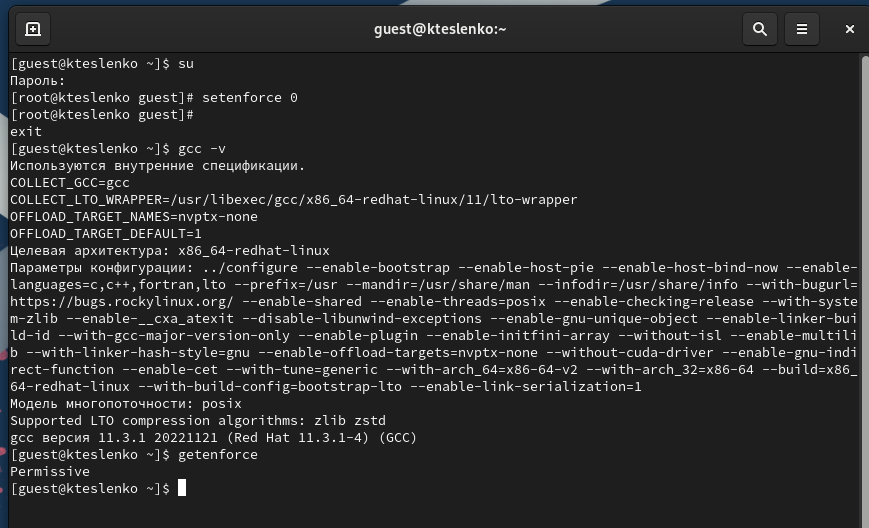 guest@kteslenko:~
[guest@kteslenko ~]$ su
Пароль:
[root@kteslenko guest]# setenforce 0
[root@kteslenko guest]#
exit
[guest@kteslenko ~]$ gcc -v
Используются внутренние спецификации.
COLLECT_GCC=gcc
COLLECT_LTO_WRAPPER=/usr/libexec/gcc/x86_64-redhat-linux/11/lto-wrapper
OFFLOAD_TARGET_NAMES=nvptx-none
OFFLOAD_TARGET_DEFAULT=1
Целевая архитектура: x86_64-redhat-linux
Параметры конфигурации: ../configure --enable-bootstrap --enable-host-pie --enable-host-bind-now --enable-
languages=c,c++,fortran,lto --prefix=/usr --mandir=/usr/share/man --infodir=/usr/share/info --with-bugurl=
https://bugs.rockylinux.org/ --enable-shared --enable-threads=posix --enable-checking=release --with-syste
m-zlib --enable-__cxa_atexit --disable-libunwind-exceptions --enable-gnu-unique-object --enable-linker-bui
ld-id --with-gcc-major-version-only --enable-plugin --enable-initfini-array --without-isl --enable-multili
b --with-linker-hash-style=gnu --enable-offload-targets=nvptx-none --without-cuda-driver --enable-gnu-indi
rect-function --enable-cet --with-tune=generic --with-arch_64=x86-64-v2 --with-arch_32=x86-64 --build=x86_
64-redhat-linux --with-build-config=bootstrap-lto --enable-link-serialization=1
Модель многопоточности: posix
Supported LTO compression algorithms: zlib zstd
gcc версия 11.3.1 20221121 (Red Hat 11.3.1-4) (GCC)
[guest@kteslenko ~]$ getenforce
Permissive
[guest@kteslenko ~]$